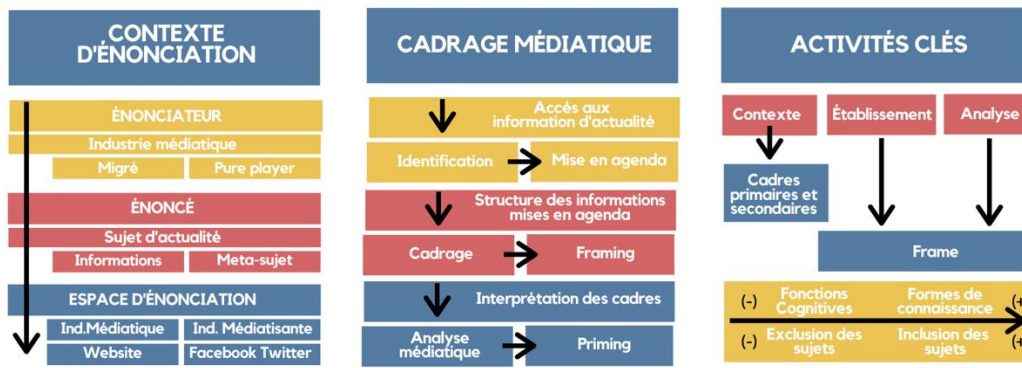 CONTEXTE
D'ÉNONCIATION
ÉNONCIATEUR
Industrie médiatique
Migré
Pure player
ÉNONCÉ
Sujet d'actualité
Informations
Meta-sujet
ESPACE D'ÉNONCIATION
Ind.Médiatique
Ind. Médiatisante
Website
Facebook Twitter
CADRAGE MÉDIATIQUE
Accès aux
information d'actualité
Identification
Mise en agenda
Structure des informations
mises en agenda
Cadrage
Framing
Interprétation des cadres
Analyse
médiatique
Priming
ACTIVITÉS CLÉS
Contexte
Établissement
Analyse
Cadres
primaires et
secondaires
Frame
(-)
Fonctions
Cognitives
Formes de
connaissance
(+
(-)
Exclusion des
sujets
Inclusion des
sujets
(+